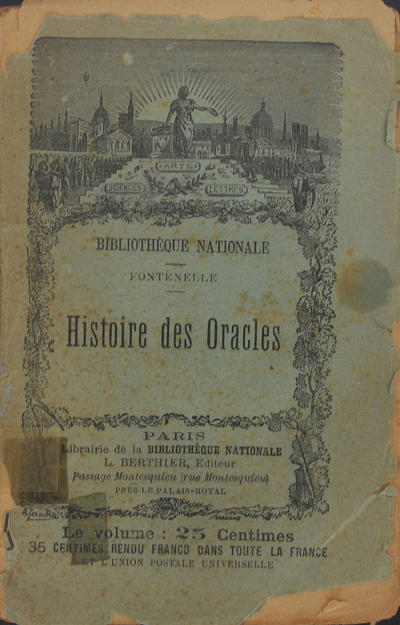 ARTS
SCIENCES
LETTRES
BIBLIOTHÈQUE NATIONALE
FONTENELLE
Histoire des Oracles
PARIS
Librairie de la BIBLIOTHÈQUE NATIONALE
L. BERTHIER, Editeur
Passage Montesquieu (rue Montesquieu)
PRÈS LE PALAIS-ROYAL
Le volume : 25 Centimes
35 CENTIMES RENDU FRANCO DANS TOUTE LA FRANCE
ET L'UNION POSTALE UNIVERSELLE